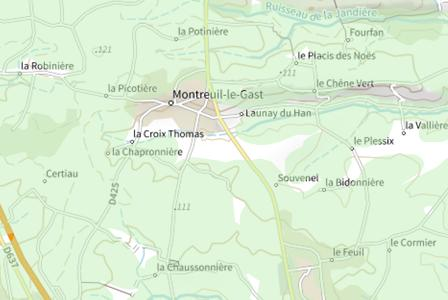 Ruisseau de la Jandière
la Potinière
Fourfan
.121
le Placis des Noës
la Robinière
.111
la Picotière
le Chêne Vert
Montreuil-le-Gast
Launay du Han
la Vallière
la Croix Thomas
le Plessix
la Chapronnière
Certiau
Souvenel
la Bidonnière
D425
.111
le Cormier
D637
le Feuil
la Chaussonnière